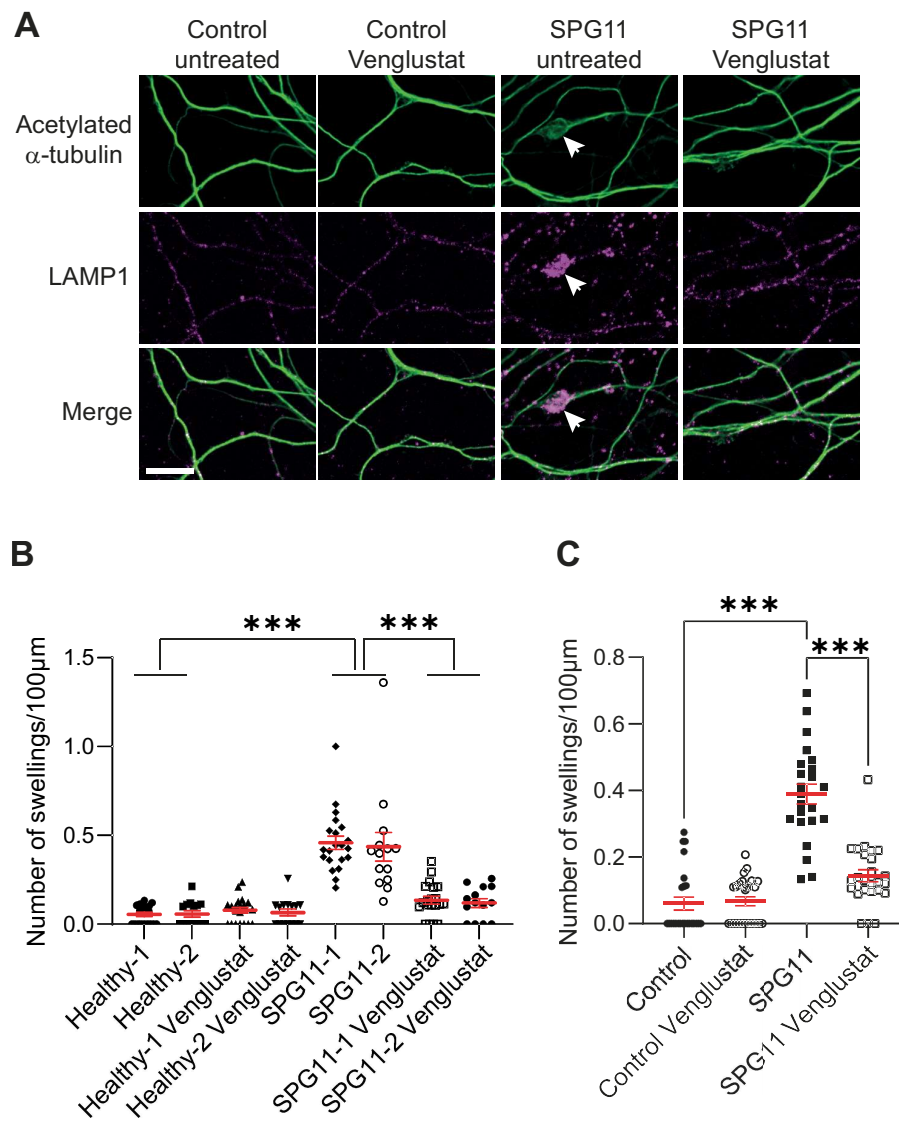 A
Control
untreated
Control
Venglustat
SPG11
untreated
SPG11
Venglustat
Acetylated
α-tubulin
LAMP1
Merge
B
Number of swellings/100µm
1.5
1.0
0.5
0.0
***
***
Healthy-1
Healthy-2
Healthy-1 Venglustat
Healthy-2 Venglustat
SPG11-1
SPG11-2
SPG11-1 Venglustat
SPG11-2 Venglustat
C
Number of swellings/100µm
0.8
0.6
0.4
0.2
0.0
***
***
Control
Control Venglustat
SPG11
SPG11 Venglustat